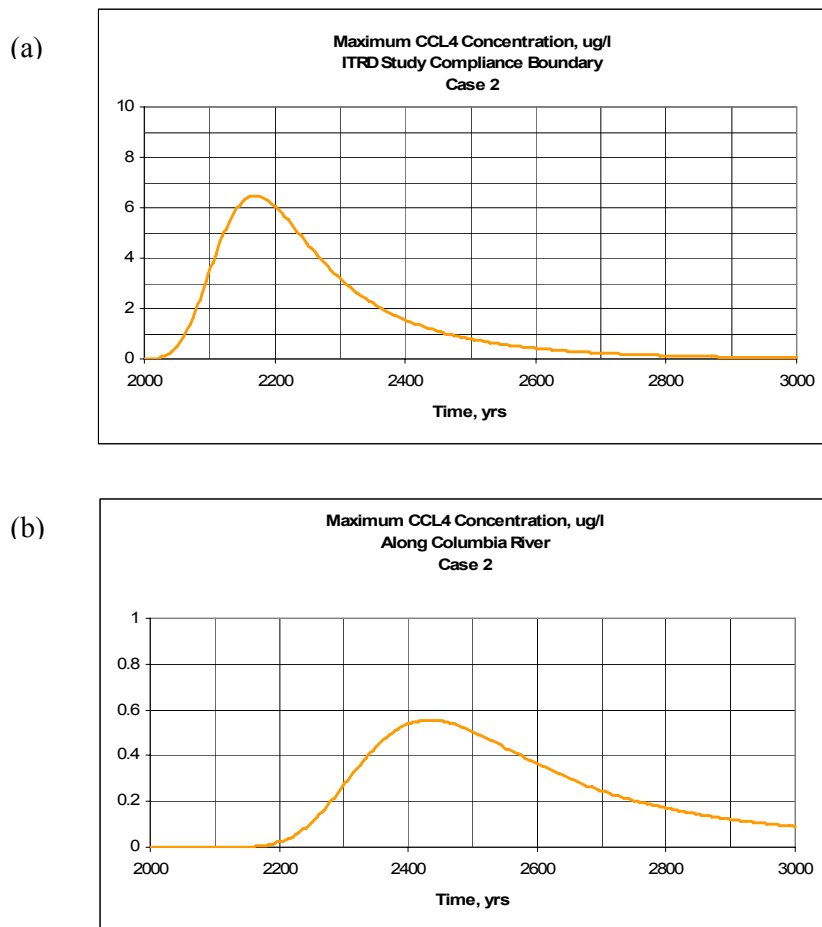 (a)
Maximum CCL4 Concentration, ug/l
ITRD Study Compliance Boundary
Case 2
10
8
6
4
2
0
2000 2200 2400 2600 2800 3000
Time, yrs
(b)
Maximum CCL4 Concentration, ug/l
Along Columbia River
Case 2
1
0.8
0.6
0.4
0.2
0
2000 2200 2400 2600 2800 3000
Time, yrs